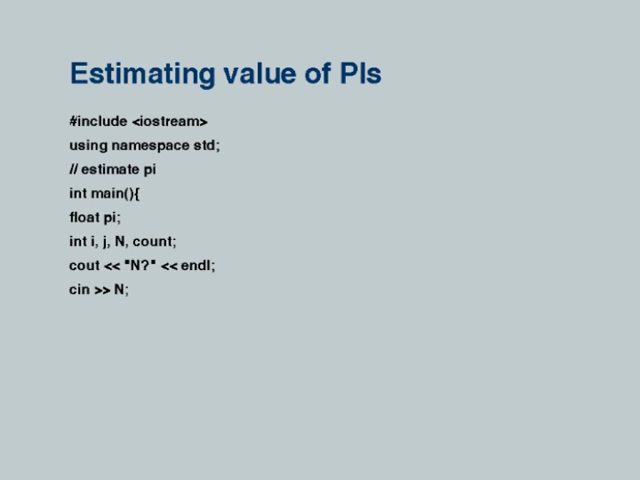 Estimating value of PIs
#include <iostream>
using namespace std;
// estimate pi
int main(){
float pi;
int i, j, N, count;
cout << "N?" << endl;
cin >> N;